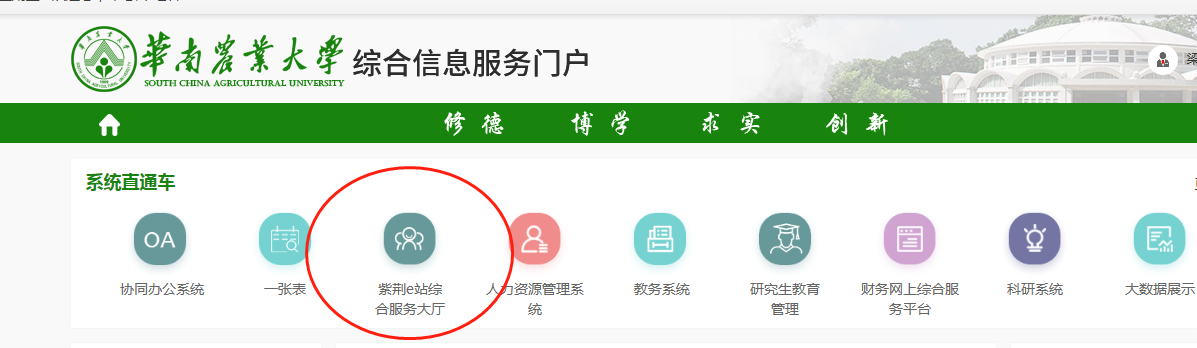 華南農業大學
SOUTH CHINA AGRICULTURAL UNIVERSITY
综合信息服务门户
修德 博学 求实 创新
系统直通车
OA
协同办公系统
一张表
紫荆e站综
合服务大厅
人力资源管理系
统
教务系统
研究生教育
管理
财务网上综合服
务平台
科研系统
大数据展示